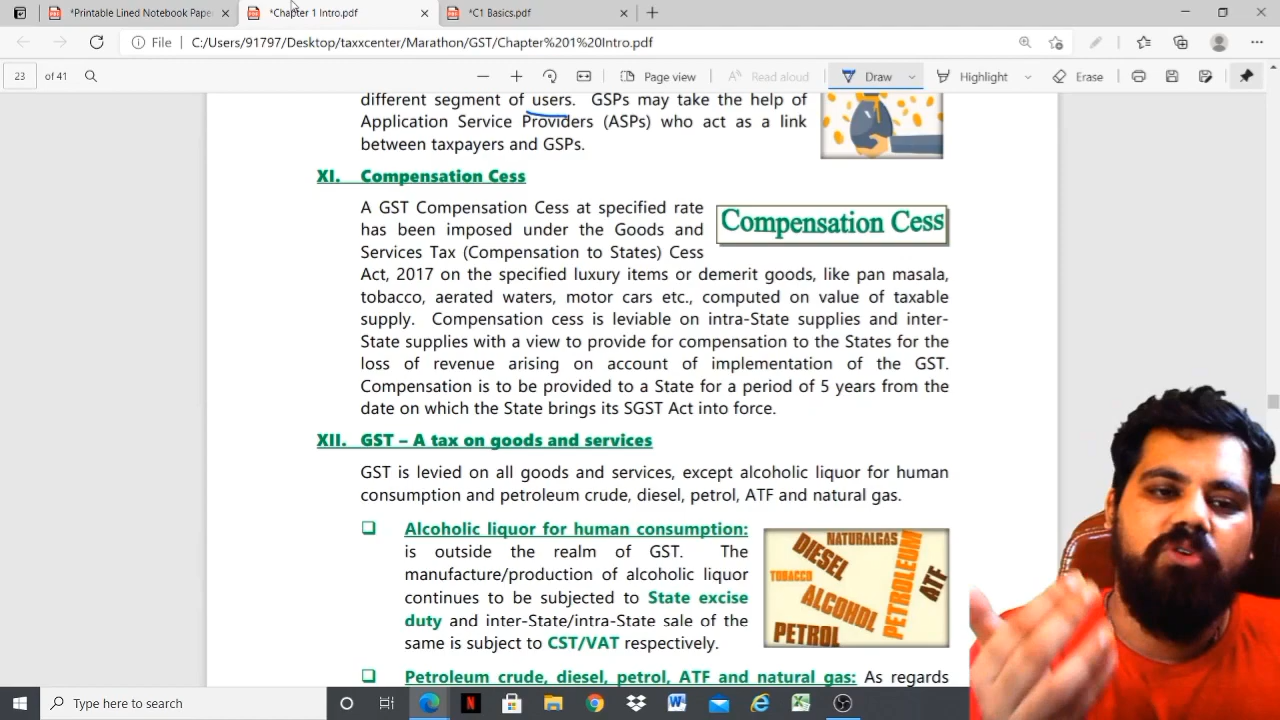 *Printable Lined Notebook Pape
*Chapter 1 Intro.pdf
*C1 Basics.pdf
File
C:/Users/91797/Desktop/taxxcenter/Marathon/GST/Chapter%201%20Intro.pdf
23
of 41
Page view
Read aloud
Draw
Highlight
Erase
different segment of users. GSPs may take the help of
Application Service Providers (ASPs) who act as a link
between taxpayers and GSPs.
XI. Compensation Cess
A GST Compensation Cess at specified rate
has been imposed under the Goods and
Services Tax (Compensation to States) Cess
Compensation Cess
Act, 2017 on the specified luxury items or demerit goods, like pan masala,
tobacco, aerated waters, motor cars etc., computed on value of taxable
supply. Compensation cess is leviable on intra-State supplies and inter-
State supplies with a view to provide for compensation to the States for the
loss of revenue arising on account of implementation of the GST.
Compensation is to be provided to a State for a period of 5 years from the
date on which the State brings its SGST Act into force.
XII. GST – A tax on goods and services
GST is levied on all goods and services, except alcoholic liquor for human
consumption and petroleum crude, diesel, petrol, ATF and natural gas.
Alcoholic liquor for human consumption:
is outside the realm of GST. The
manufacture/production of alcoholic liquor
continues to be subjected to State excise
duty and inter-State/intra-State sale of the
same is subject to CST/VAT respectively.
NATURALGAS
DIESEL
TOBACCO
ALCOHOL
PETROLEUM
ATF
PETROL
Petroleum crude, diesel, petrol, ATF and natural gas: As regards
Type here to search